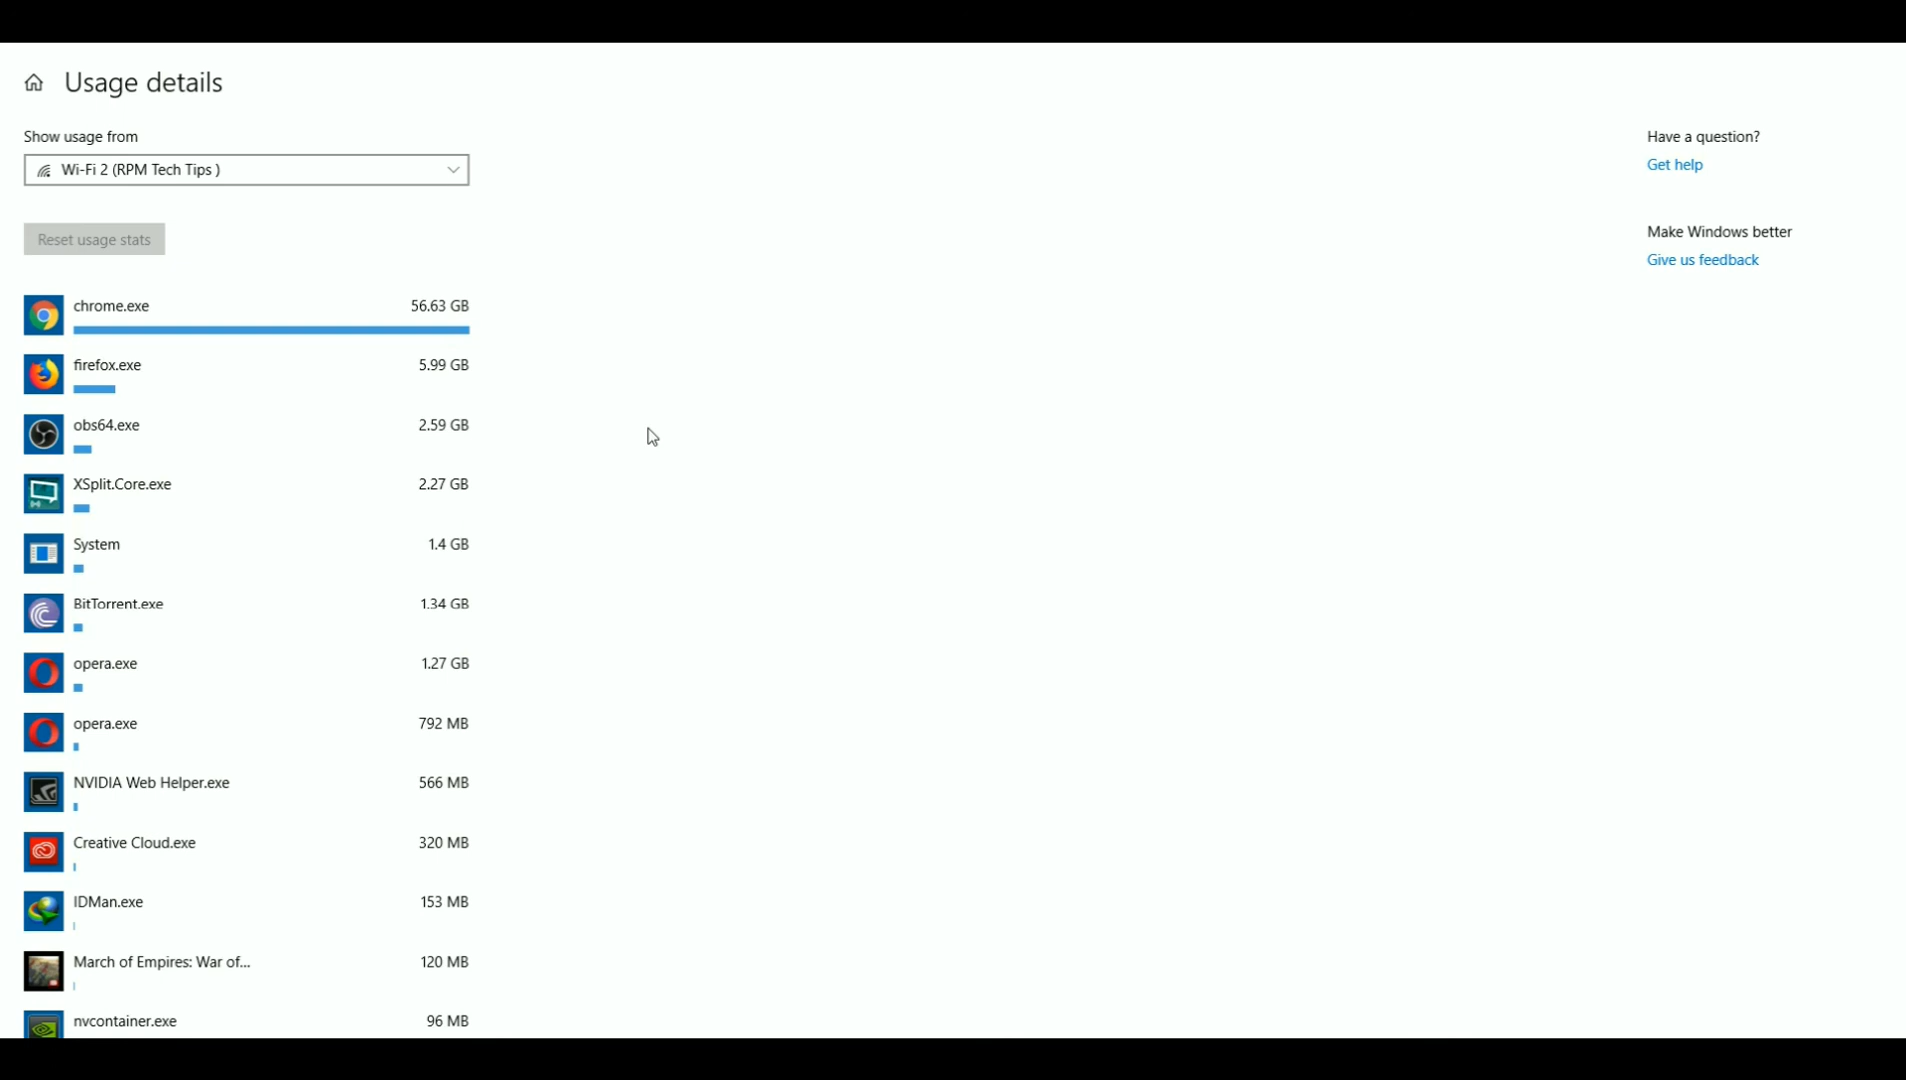 Usage details
Show usage from
Wi-Fi 2 (RPM Tech Tips )
Reset usage stats
chrome.exe 56.63 GB
firefox.exe 5.99 GB
obs64.exe 2.59 GB
XSplit.Core.exe 2.27 GB
System 1.4 GB
BitTorrent.exe 1.34 GB
opera.exe 1.27 GB
opera.exe 792 MB
NVIDIA Web Helper.exe 566 MB
Creative Cloud.exe 320 MB
IDMan.exe 153 MB
March of Empires: War of... 120 MB
nvcontainer.exe 96 MB
Have a question?
Get help
Make Windows better
Give us feedback